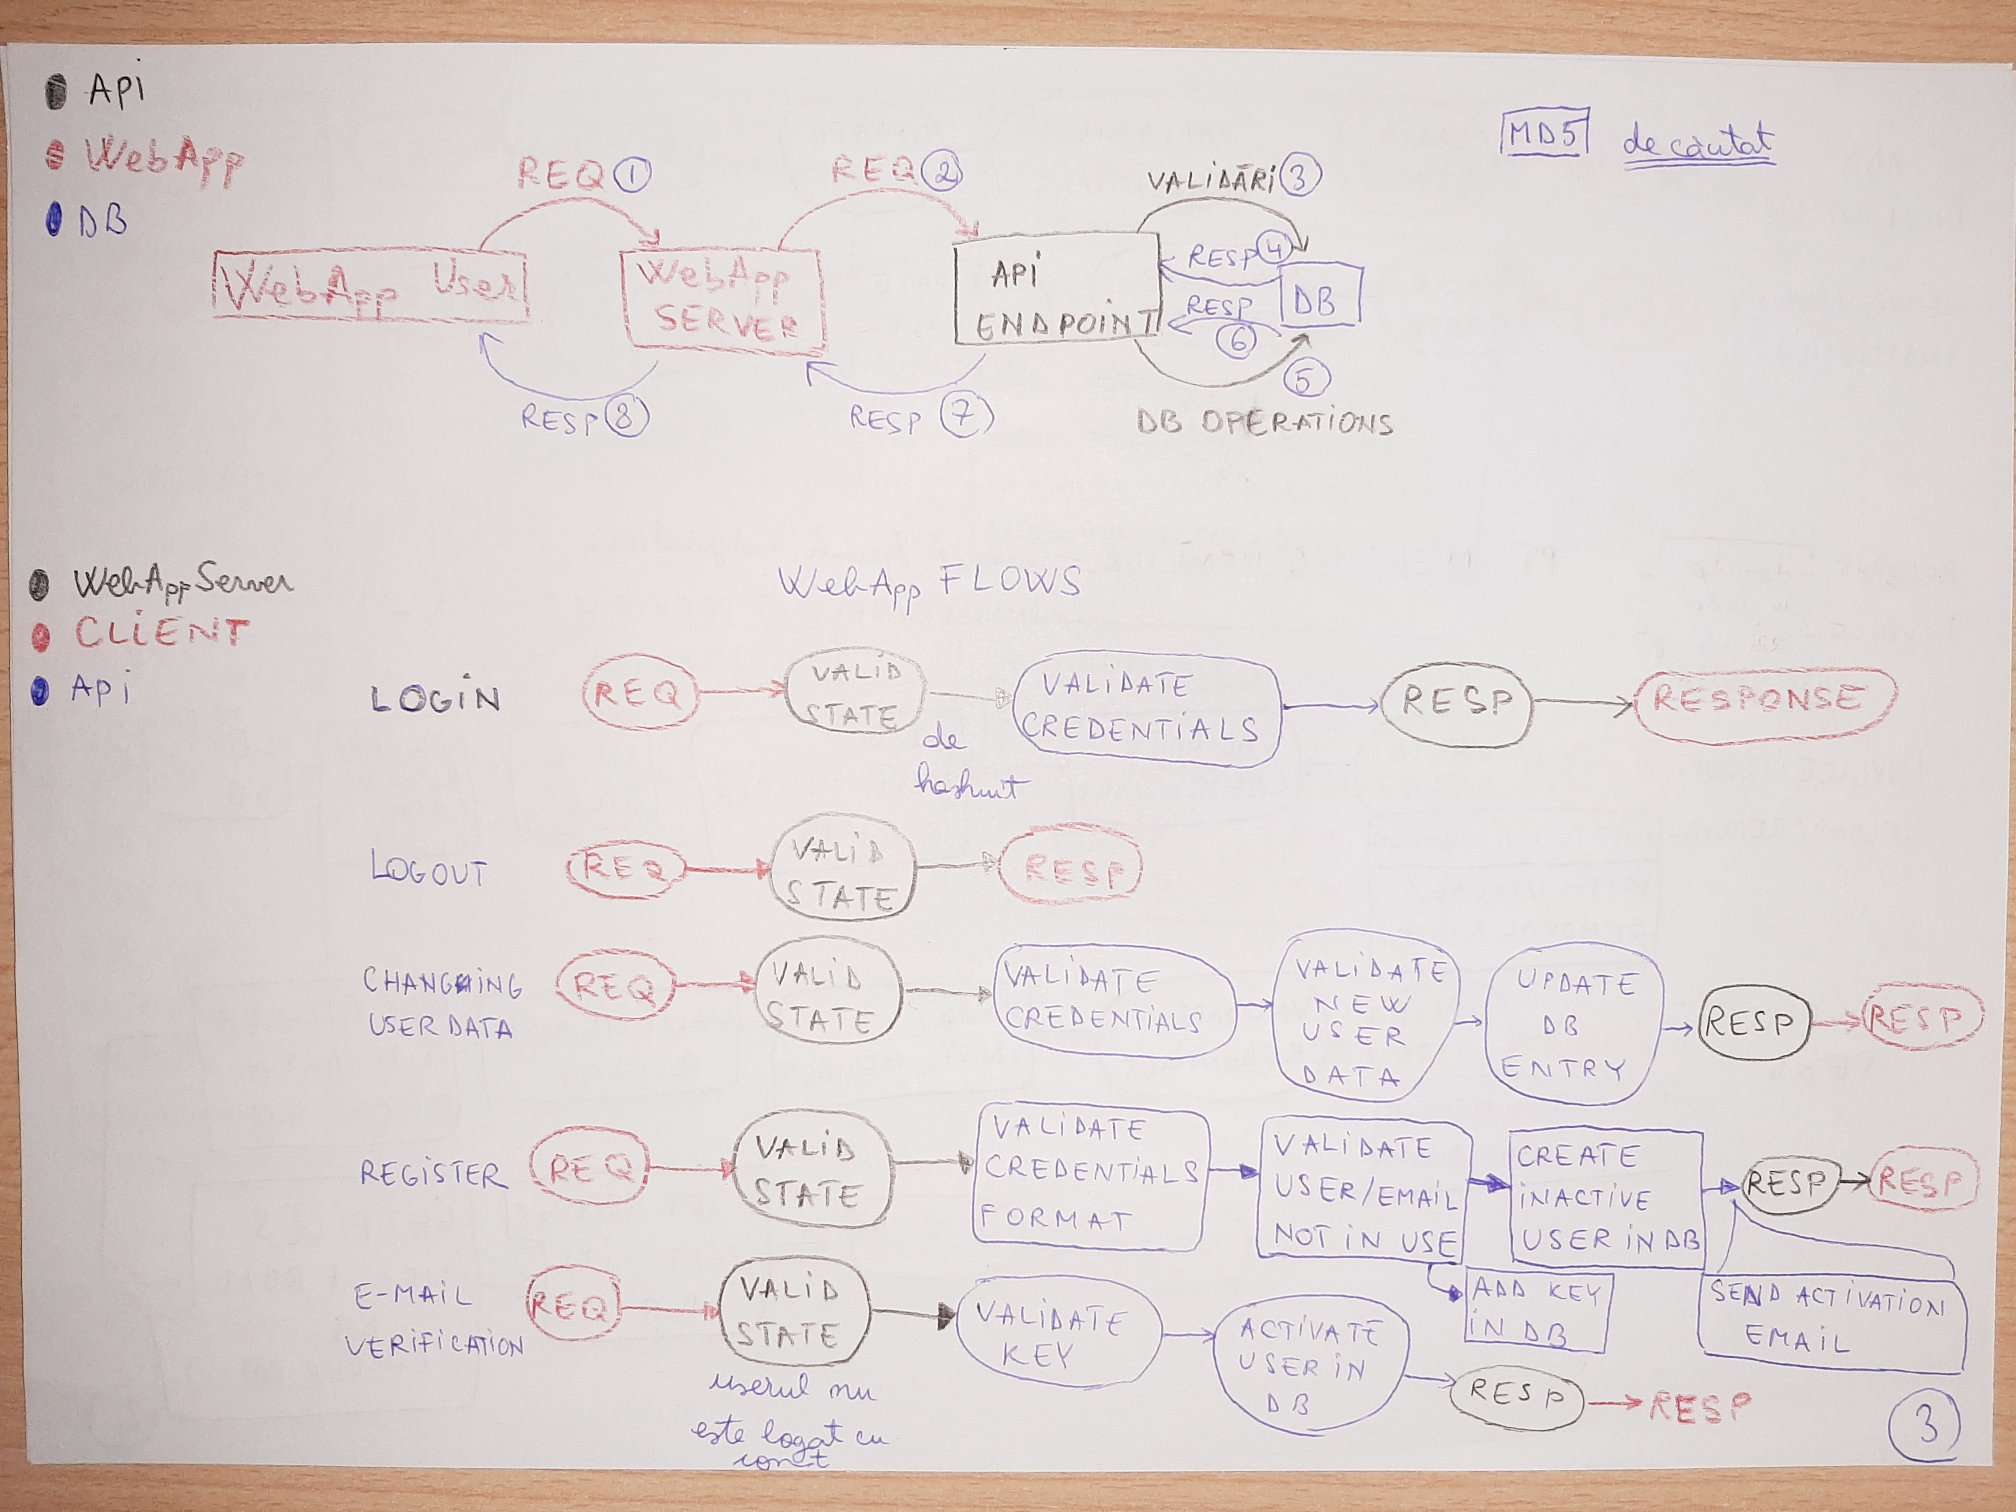 Api
WebApp
DB
MD5 de căutat
REQ 1
REQ 2
VALIDĂRI 3
WebApp User
WebApp
SERVER
APi
ENDPOINT
RESP 4
RESP
6
DB
5
DB OPERATIONS
RESP 8
RESP 7
WebApp Server
CLIENT
Api
WebApp FLOWS
LOGIN
REQ
VALID
STATE
de
hashuit
VALIDATE
CREDENTIALS
RESP
RESPONSE
LOGOUT
REQ
VALID
STATE
RESP
CHANGING
USER DATA
REQ
VALID
STATE
VALIDATE
CREDENTIALS
VALIDATE
NEW
USER
DATA
UPDATE
DB
ENTRY
RESP
RESP
REGISTER
REQ
VALID
STATE
VALIDATE
CREDENTIALS
FORMAT
VALIDATE
USER/EMAIL
NOT IN USE
CREATE
INACTIVE
USER IN DB
RESP
RESP
ADD KEY
IN DB
SEND ACTIVATION
EMAIL
E-MAIL
VERIFICATION
REQ
VALID
STATE
userul nu
este logat cu
cont
VALIDATE
KEY
ACTIVATE
USER IN
DB
RESP
RESP
3